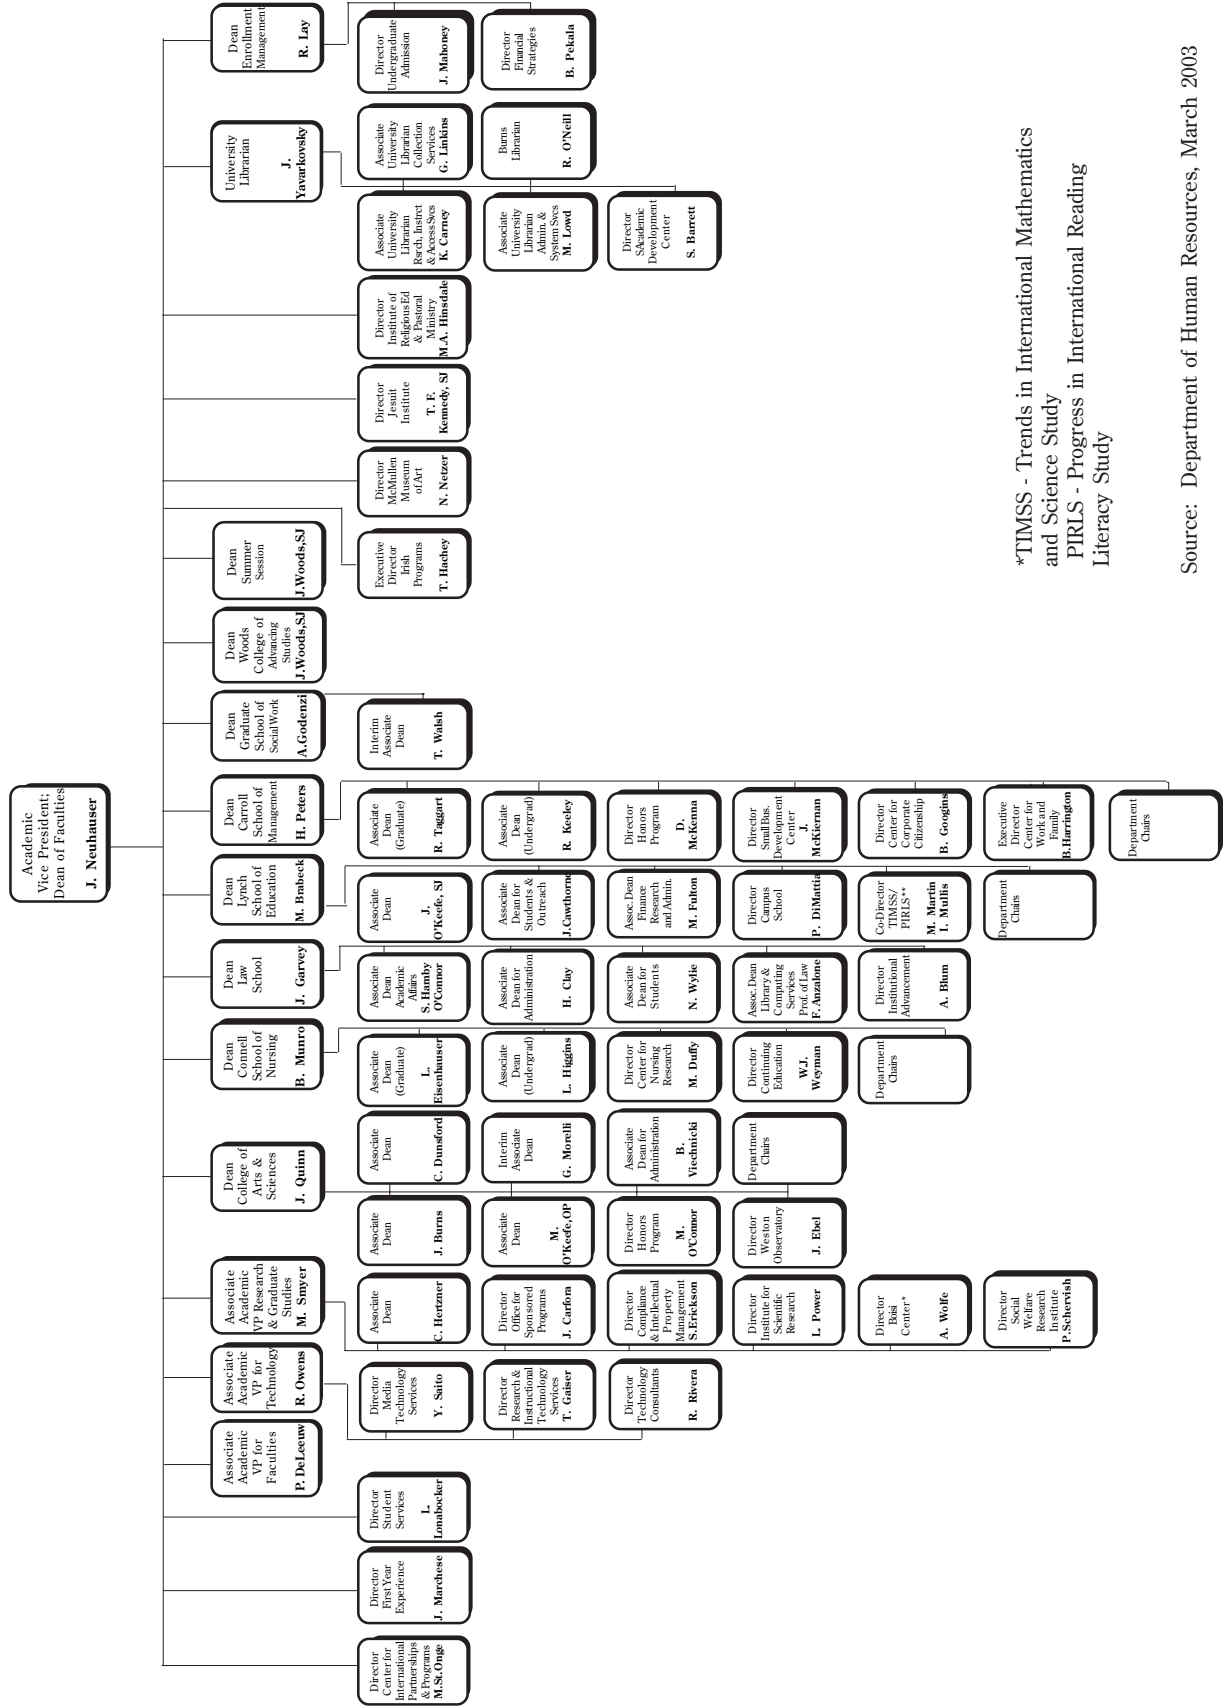 Academic
Vice President;
Dean of Faculties
J. Neuhauser
Director
Center for
International
Partnerships
& Programs
M.St.Onge
Director
First Year
Experience
J. Marchese
Director
Student
Services
L.
Lonabocker
Associate
Academic
VP for
Faculties
P. DeLeeuw
Associate
Academic
VP for
Technology
R. Owens
Director
Media
Technology
Services
Y. Saito
Director
Research &
Instructional
Technology
Services
T. Gaiser
Director
Technology
Consultants
R. Rivera
Associate
Academic
VP Research
& Graduate
Studies
M. Smyer
Associate
Dean
C. Hertzner
Director
Office for
Sponsored
Programs
J. Carfora
Director
Compliance
& Intellectual
Property
Management
S.Erickson
Director
Institute for
Scientific
Research
L. Power
Director
Boisi
Center*
A. Wolfe
Director
Social
Welfare
Research
Institute
P.Schervish
Dean
College of
Arts &
Sciences
J. Quinn
Associate
Dean
J. Burns
Associate
Dean
M.
O'Keefe,OP
Director
Honors
Program
M.
O'Connor
Director
Weston
Observatory
J. Ebel
Associate
Dean
C. Dunsford
Interim
Associate
Dean
G. Morelli
Associate
Dean for
Administration
B.
Viechnicki
Department
Chairs
Dean
Connell
School of
Nursing
B. Munro
Associate
Dean
(Graduate)
L.
Eisenhauser
Associate
Dean
(Undergrad)
L. Higgins
Director
Center for
Nursing
Research
M. Duffy
Director
Continuing
Education
W.J.
Weyman
Department
Chairs
Dean
Law
School
J. Garvey
Associate
Dean
Academic
Affairs
S. Hamby
O'Connor
Associate
Dean for
Administration
H. Clay
Associate
Dean for
Students
N. Wylie
Assoc. Dean
Library &
Computing
Services
Prof. of Law
F. Anzalone
Director
Institutional
Advancement
A. Blum
Dean
Lynch
School of
Education
M. Brabeck
Associate
Dean
J.
O'Keefe, SJ
Associate
Dean for
Students &
Outreach
J.Cawthorne
Assoc. Dean
Finance
Research
and Admin.
M. Fulton
Director
Campus
School
P. DiMattia
Co-Director
TIMSS/
PIRLS**
M. Martin
I. Mullis
Department
Chairs
Dean
Carroll
School of
Management
H. Peters
Associate
Dean
(Graduate)
R. Taggart
Associate
Dean
(Undergrad)
R. Keeley
Director
Honors
Program
D.
McKenna
Director
Small Bus.
Development
Center
J.
McKiernan
Director
Center for
Corporate
Citizenship
B. Googins
Executive
Director
Center for
Work and
Family
B.Harrington
Department
Chairs
Dean
Graduate
School of
Social Work
A.Godenzi
Interim
Associate
Dean
T. Walsh
Dean
Woods
College of
Advancing
Studies
J.Woods,SJ
Dean
Summer
Session
J.Woods,SJ
Executive
Director
Irish
Programs
T. Hachey
Director
McMullen
Museum
of Art
N. Netzer
Director
Jesuit
Institute
T. F.
Kennedy, SJ
Director
Institute of
Religious Ed
& Pastoral
Ministry
M.A. Hinsdale
University
Librarian
J.
Yavarkovsky
Associate
University
Librarian
Rsrch, Instrct
& Access Svcs
K. Carney
Associate
University
Librarian
Admin. &
System Svcs
M. Lowd
Director
SAcademic
Development
Center
S. Barrett
Associate
University
Librarian
Collection
Services
G. Linkins
Burns
Librarian
R. O'Neill
Dean
Enrollment
Management
R. Lay
Director
Undergraduate
Admission
J. Mahoney
Director
Financial
Strategies
B. Pekala
*TIMSS - Trends in International Mathematics
and Science Study
PIRLS - Progress in International Reading
Literacy Study
Source: Department of Human Resources, March 2003